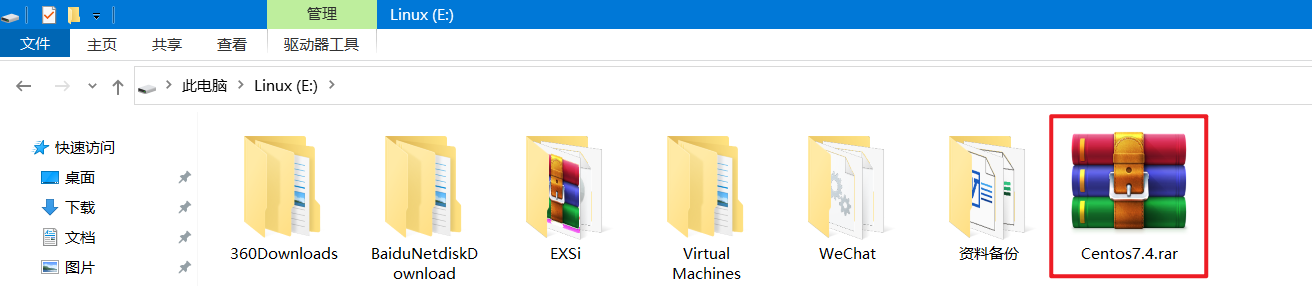 管理
Linux (E:)
文件
主页
共享
查看
驱动器工具
此电脑
Linux (E:)
快速访问
桌面
下载
文档
图片
360Downloads
BaiduNetdiskD
ownload
EXSi
Virtual
Machines
WeChat
资料备份
Centos7.4.rar